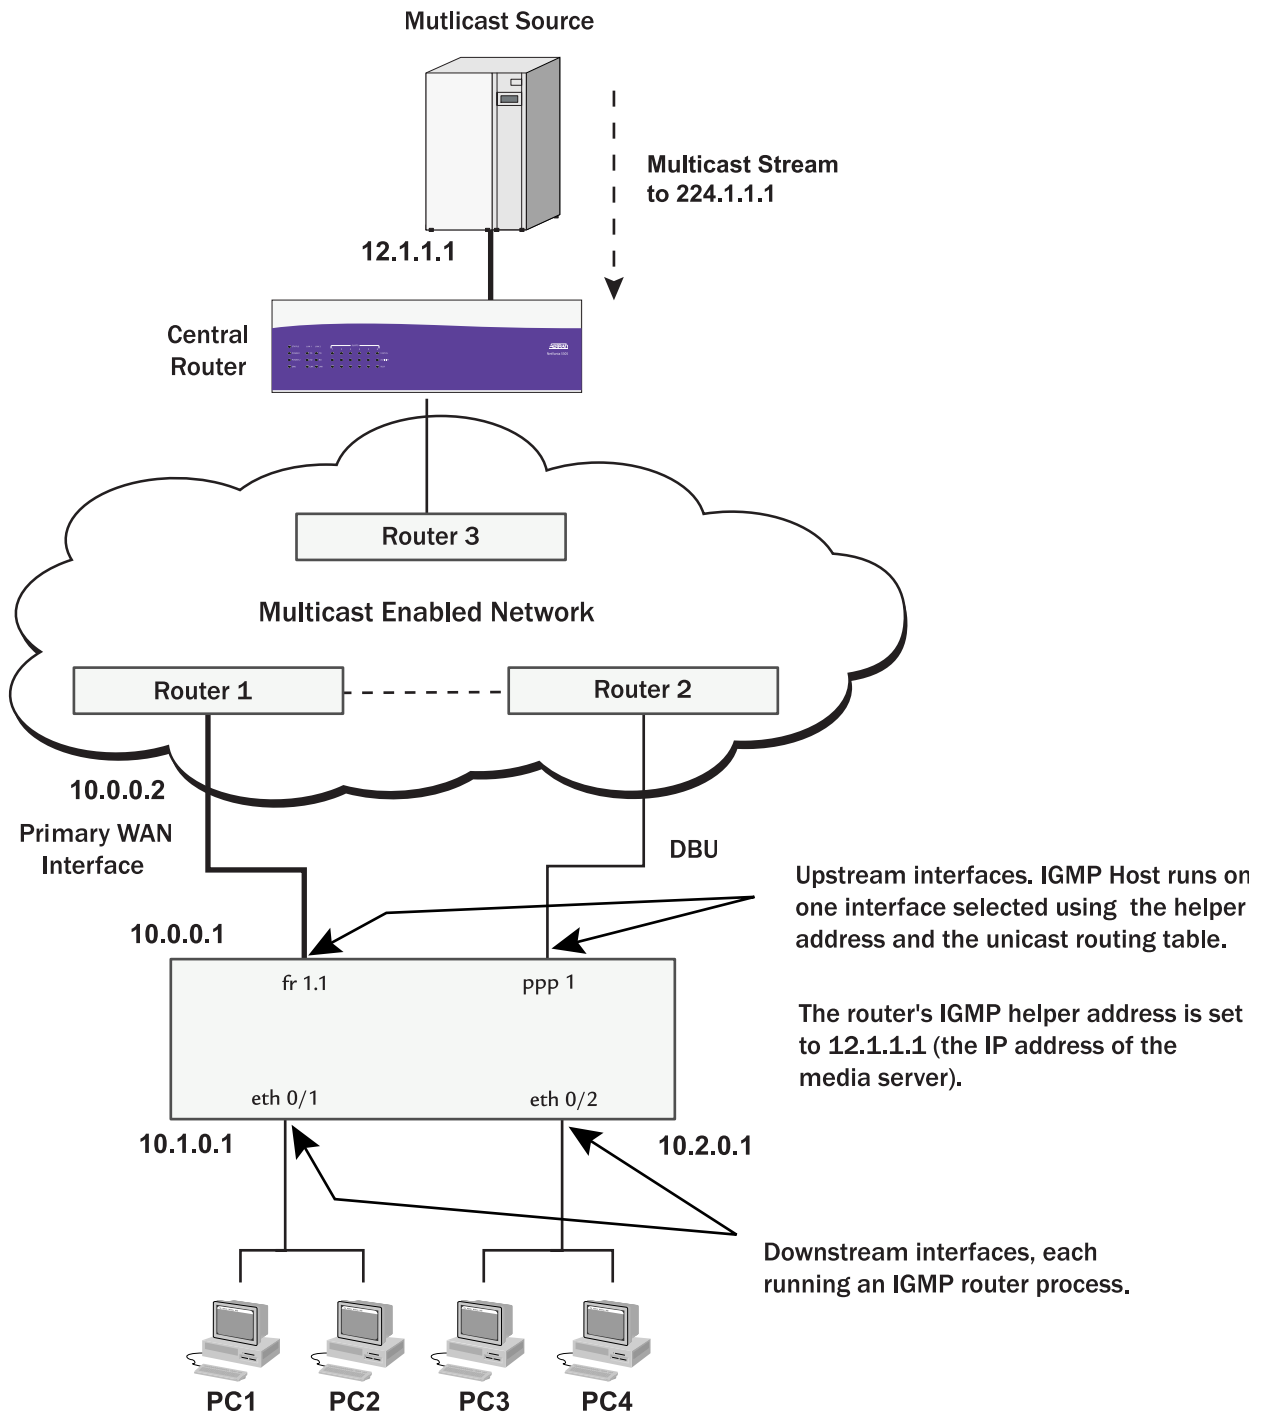 Mutlicast Source
Multicast Stream
to 224.1.1.1
12.1.1.1
Central
Router
Router 3
Multicast Enabled Network
Router 1
Router 2
10.0.0.2
Primary WAN
Interface
DBU
Upstream interfaces. IGMP Host runs on
one interface selected using the helper
address and the unicast routing table.
10.0.0.1
fr 1.1
ppp 1
The router's IGMP helper address is set
to 12.1.1.1 (the IP address of the
media server).
eth 0/1
eth 0/2
10.1.0.1
10.2.0.1
Downstream interfaces, each
running an IGMP router process.
PC1
PC2
PC3
PC4